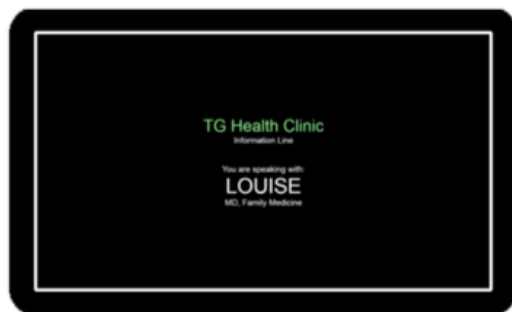 TG Health Clinic
Information Line
You are speaking with:
LOUISE
MD, Family Medicine